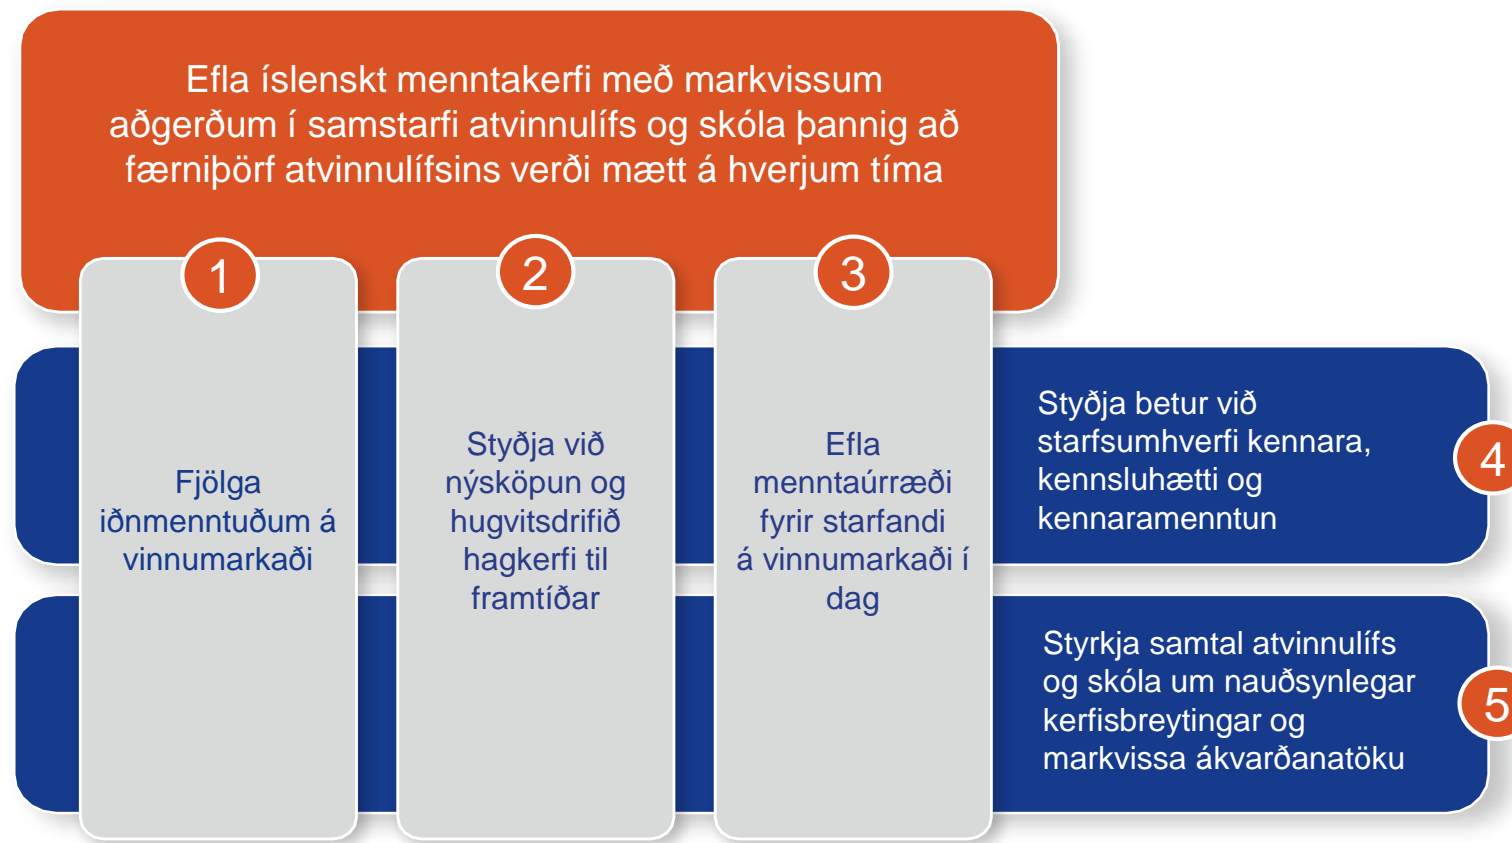 Efla íslenskt menntakerfi með markvissum
aðgerðum í samstarfi atvinnulífs og skóla þannig að
færniþörf atvinnulífsins verði mætt á hverjum tíma
1
Fjölga
iðnmenntuðum á
vinnumarkaði
2
Styðja við
nýsköpun og
hugvitsdrifið
hagkerfi til
framtíðar
3
Efla
menntaúrræði
fyrir starfandi
á vinnumarkaði í
dag
Styðja betur við
starfsumhverfi kennara,
kennsluhætti og
kennaramenntun
4
Styrkja samtal atvinnulífs
og skóla um nauðsynlegar
kerfisbreytingar og
markvissa ákvarðanatöku
5